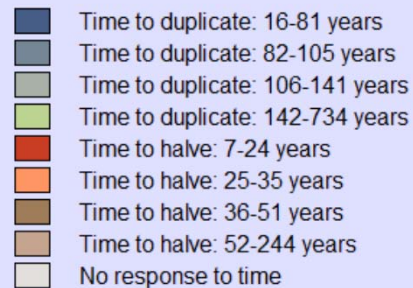 Time to duplicate: 16-81 years
Time to duplicate: 82-105 years
Time to duplicate: 106-141 years
Time to duplicate: 142-734 years
Time to halve: 7-24 years
Time to halve: 25-35 years
Time to halve: 36-51 years
Time to halve: 52-244 years
No response to time